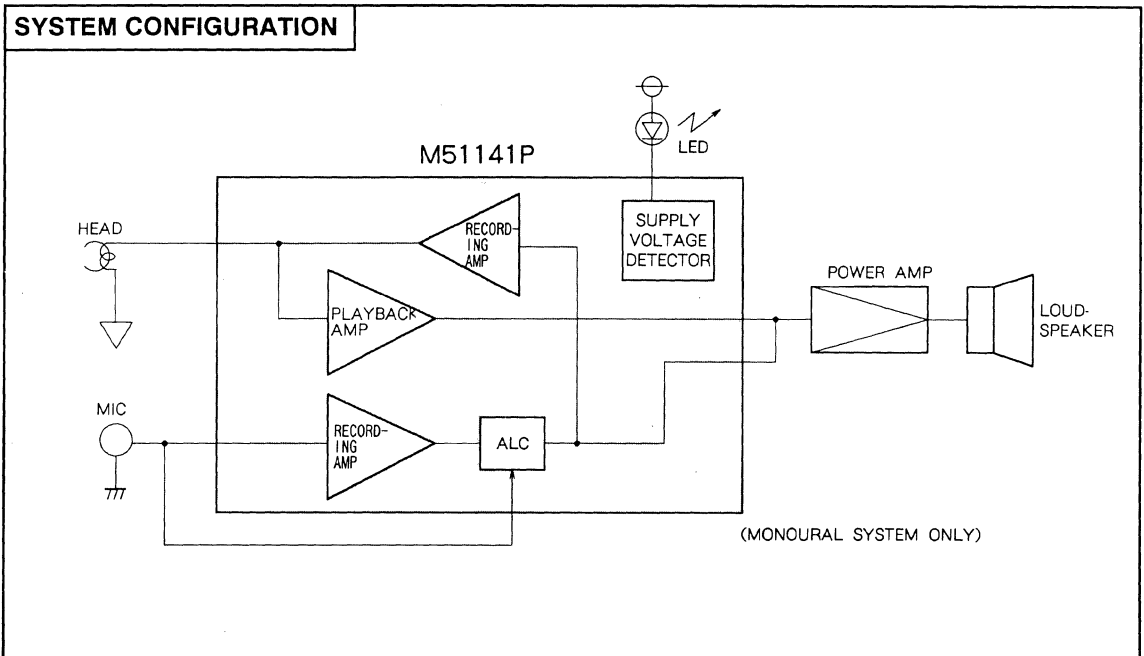 SYSTEM CONFIGURATION
LED
M51141P
HEAD
RECORD-
ING
AMP
SUPPLY
VOLTAGE
DETECTOR
POWER AMP
PLAYBACK
AMP
LOUD-
SPEAKER
MIC
RECORD-
ING
AMP
ALC
(MONOURAL SYSTEM ONLY)